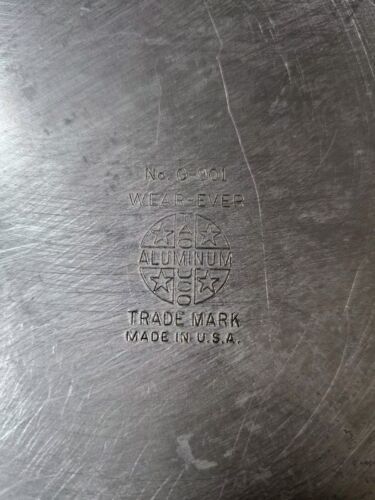 No. G-901
WEAR-EVER
ALUMINUM
TRADE MARK
MADE IN U.S.A.